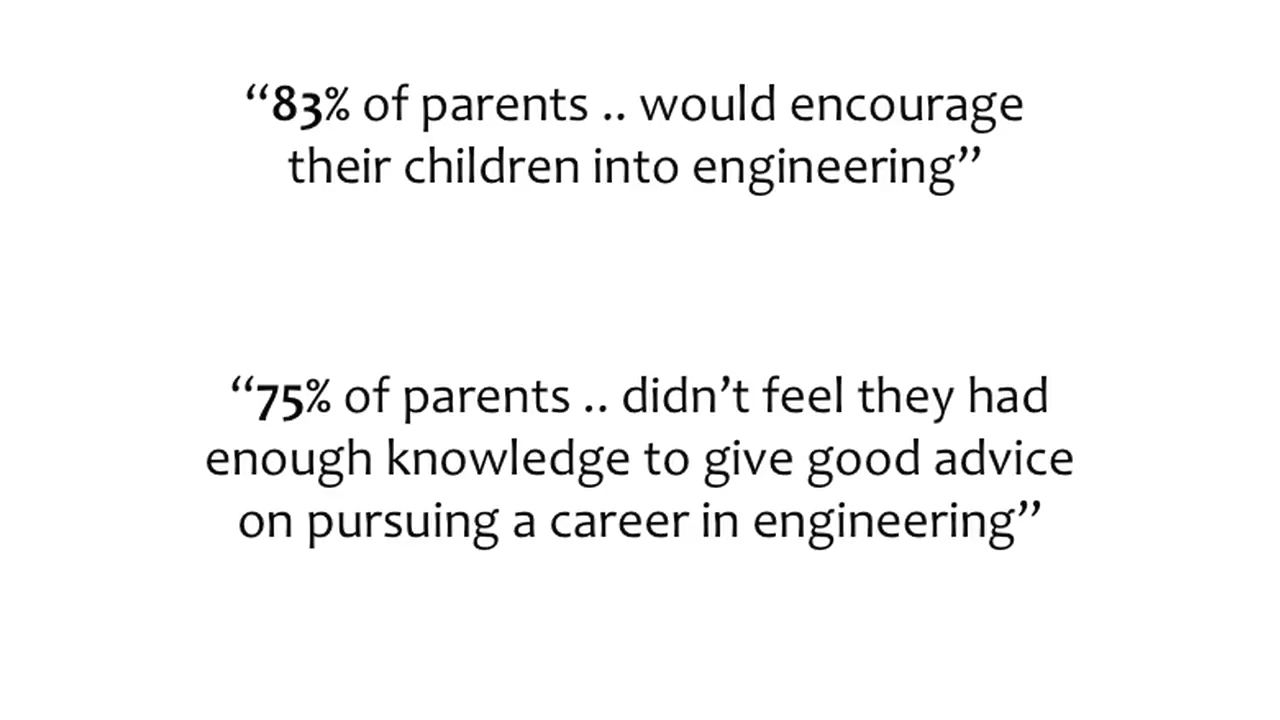 “83% of parents .. would encourage
their children into engineering”
“75% of parents .. didn’t feel they had
enough knowledge to give good advice
on pursuing a career in engineering”